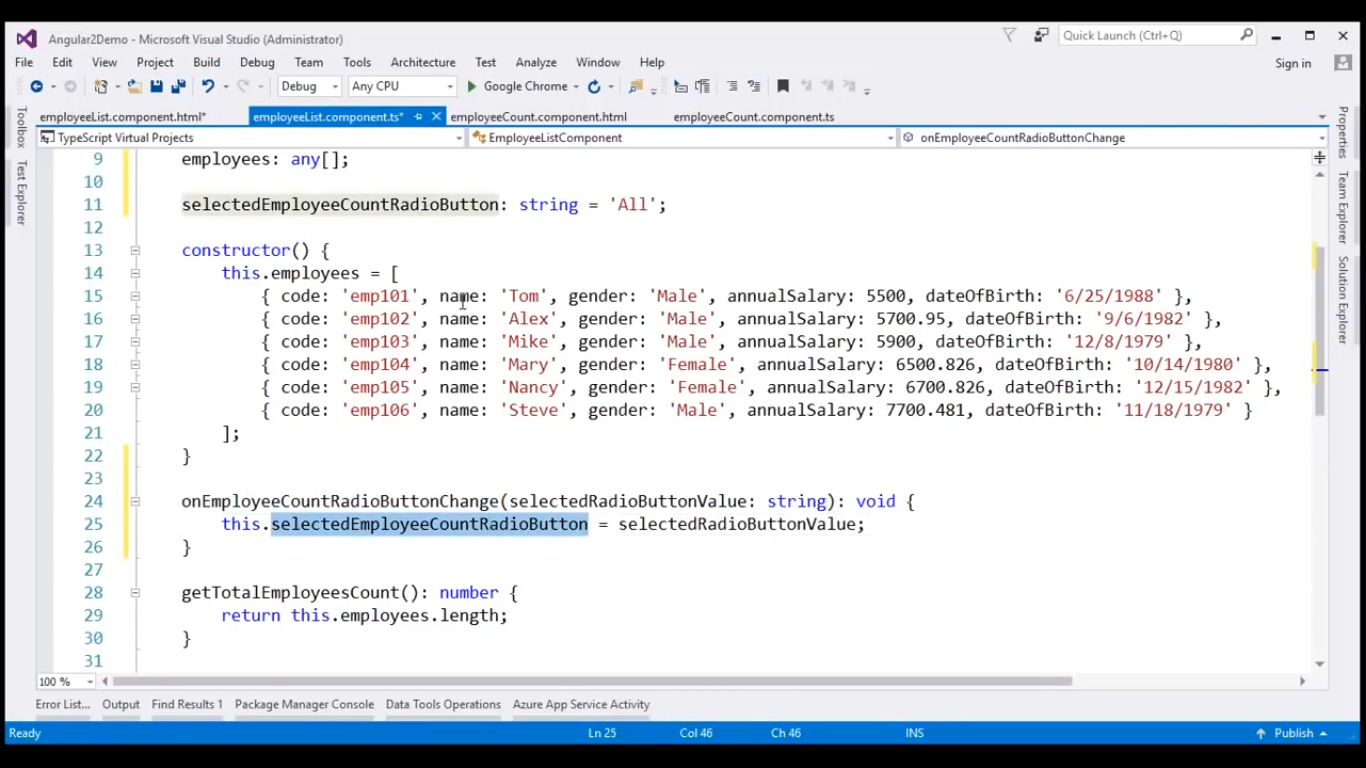 Angular2Demo - Microsoft Visual Studio (Administrator)
Quick Launch (Ctrl+Q)
File Edit View Project Build Debug Team Tools Architecture Test Analyze Window Help
Sign in
Debug Any CPU Google Chrome
employeeList.component.html* employeeList.component.ts* employeeCount.component.html employeeCount.component.ts
TypeScript Virtual Projects EmployeeListComponent onEmployeeCountRadioButtonChange
Toolbox
Test Explorer
Properties
Team Explorer
Solution Explorer
9 employees: any[];
10
11 selectedEmployeeCountRadioButton: string = 'All';
12
13 constructor() {
14 this.employees = [
15 { code: 'emp101', name: 'Tom', gender: 'Male', annualSalary: 5500, dateOfBirth: '6/25/1988' },
16 { code: 'emp102', name: 'Alex', gender: 'Male', annualSalary: 5700.95, dateOfBirth: '9/6/1982' },
17 { code: 'emp103', name: 'Mike', gender: 'Male', annualSalary: 5900, dateOfBirth: '12/8/1979' },
18 { code: 'emp104', name: 'Mary', gender: 'Female', annualSalary: 6500.826, dateOfBirth: '10/14/1980' },
19 { code: 'emp105', name: 'Nancy', gender: 'Female', annualSalary: 6700.826, dateOfBirth: '12/15/1982' },
20 { code: 'emp106', name: 'Steve', gender: 'Male', annualSalary: 7700.481, dateOfBirth: '11/18/1979' }
21 ];
22 }
23
24 onEmployeeCountRadioButtonChange(selectedRadioButtonValue: string): void {
25 this.selectedEmployeeCountRadioButton = selectedRadioButtonValue;
26 }
27
28 getTotalEmployeesCount(): number {
29 return this.employees.length;
30 }
31
100 %
Error List... Output Find Results 1 Package Manager Console Data Tools Operations Azure App Service Activity
Ready Ln 25 Col 46 Ch 46 INS Publish